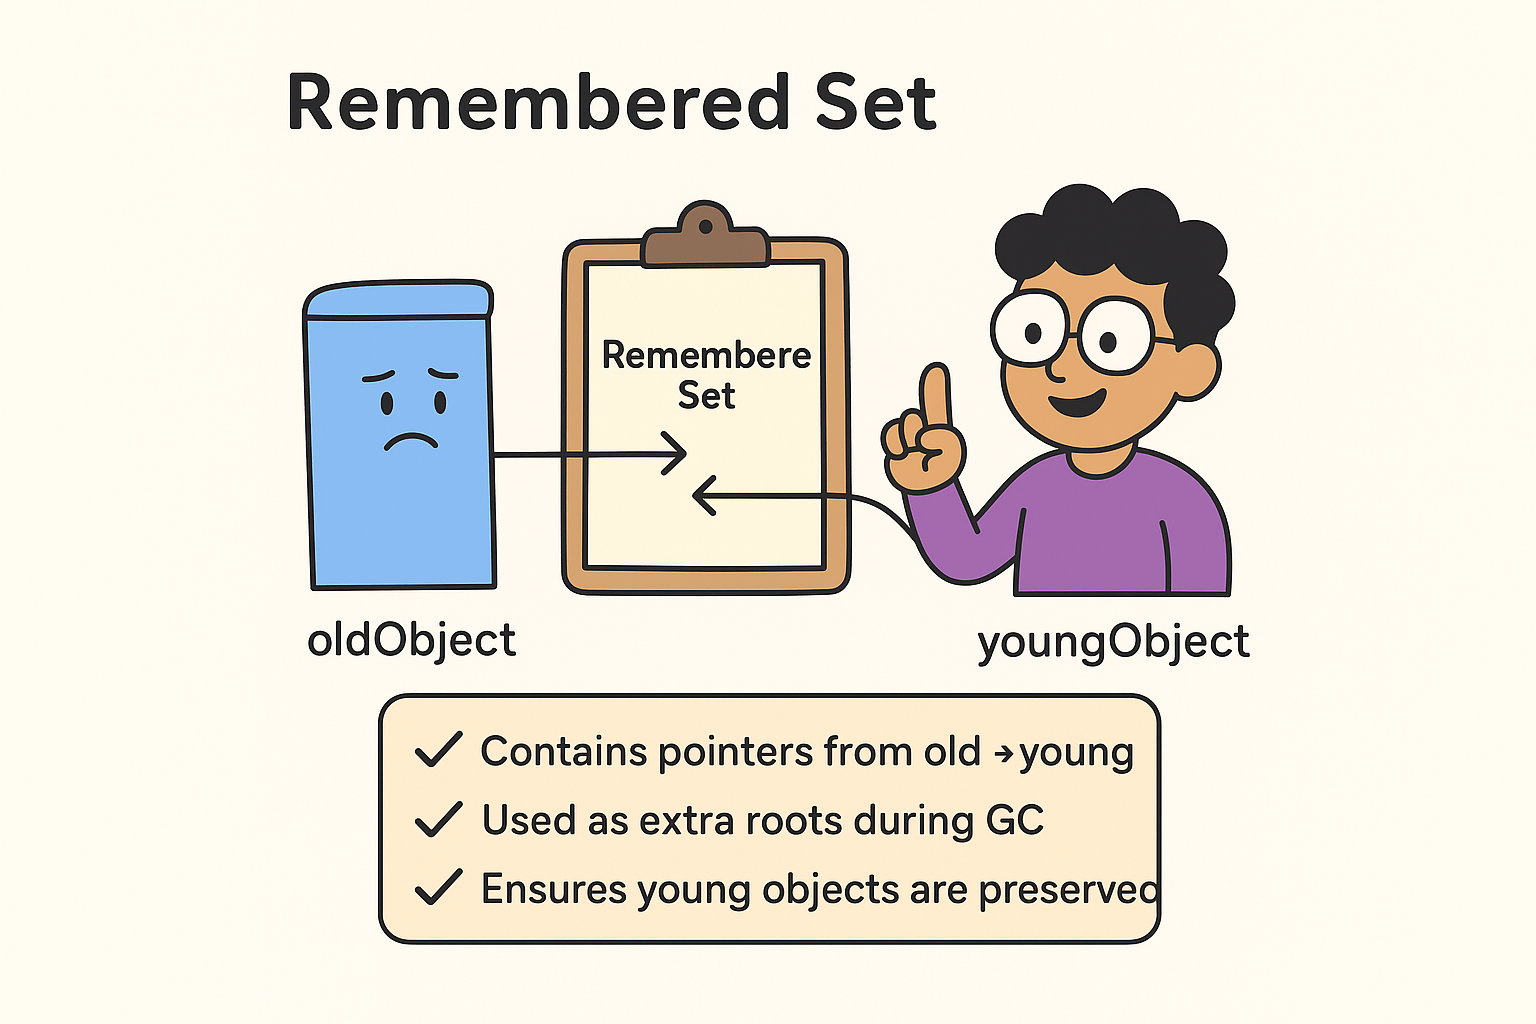 Remembered Set
Remembere
Set
oldObject
youngObject
✓ Contains pointers from old → young
✓ Used as extra roots during GC
✓ Ensures young objects are preserved